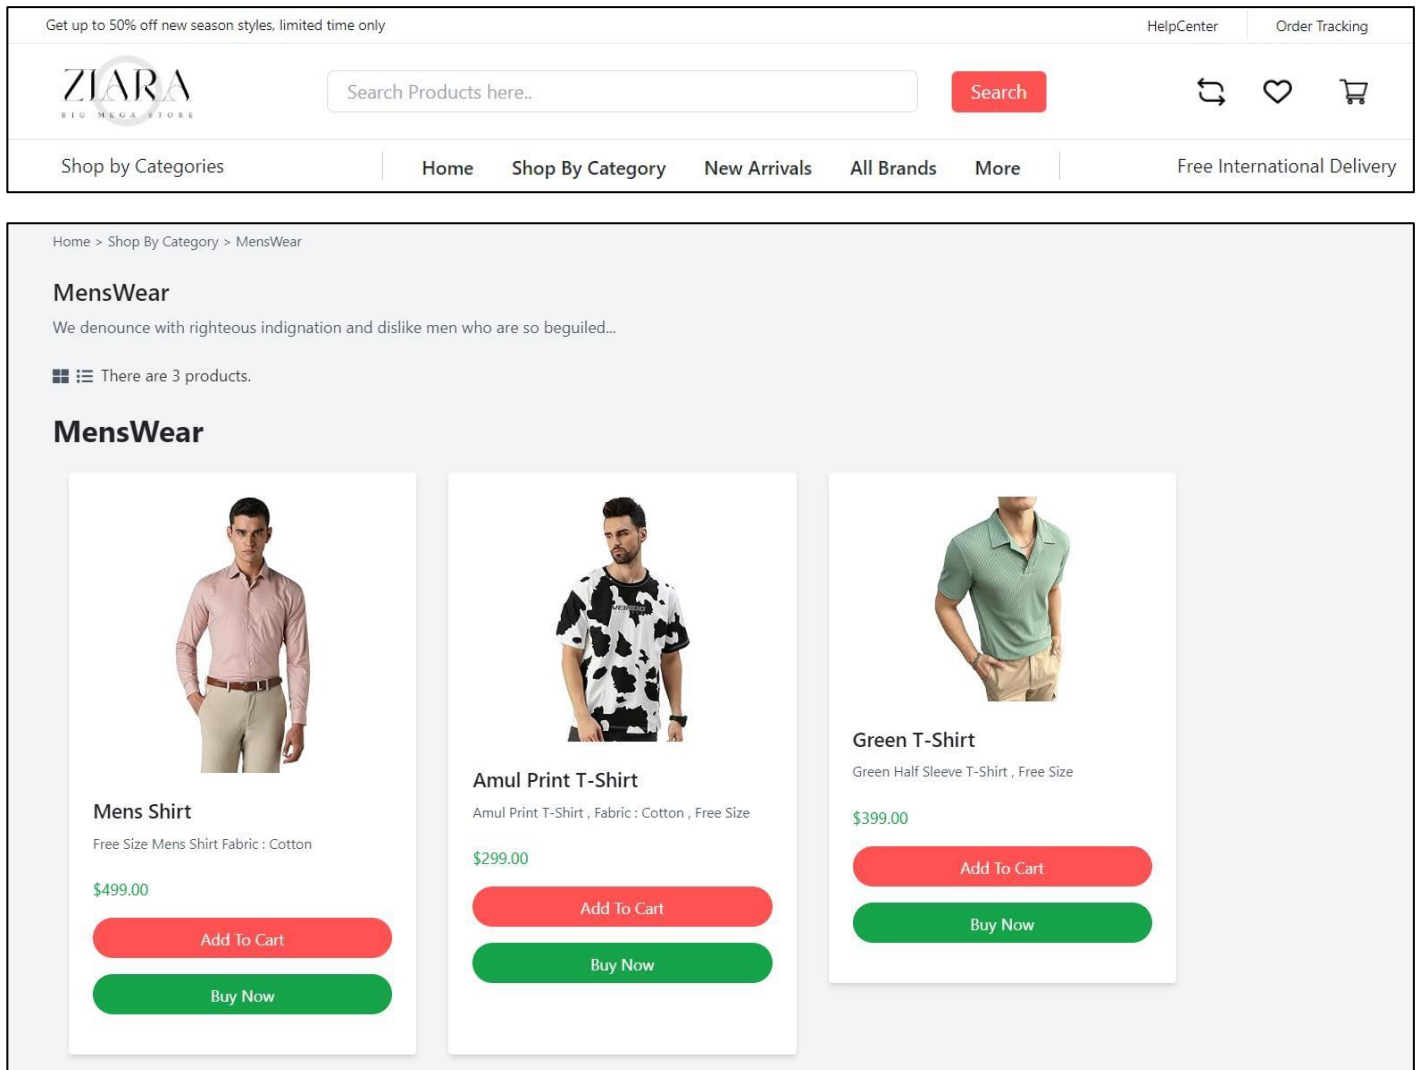 Get up to 50% off new season styles, limited time only
HelpCenter
Order Tracking
ZIARA
BIG MEGA STORE
Search Products here..
Search
Shop by Categories
Home
Shop By Category
New Arrivals
All Brands
More
Free International Delivery
Home > Shop By Category > MensWear
MensWear
We denounce with righteous indignation and dislike men who are so beguiled...
There are 3 products.
MensWear
Mens Shirt
Free Size Mens Shirt Fabric : Cotton
$499.00
Add To Cart
Buy Now
Amul Print T-Shirt
Amul Print T-Shirt , Fabric : Cotton , Free Size
$299.00
Add To Cart
Buy Now
Green T-Shirt
Green Half Sleeve T-Shirt , Free Size
$399.00
Add To Cart
Buy Now